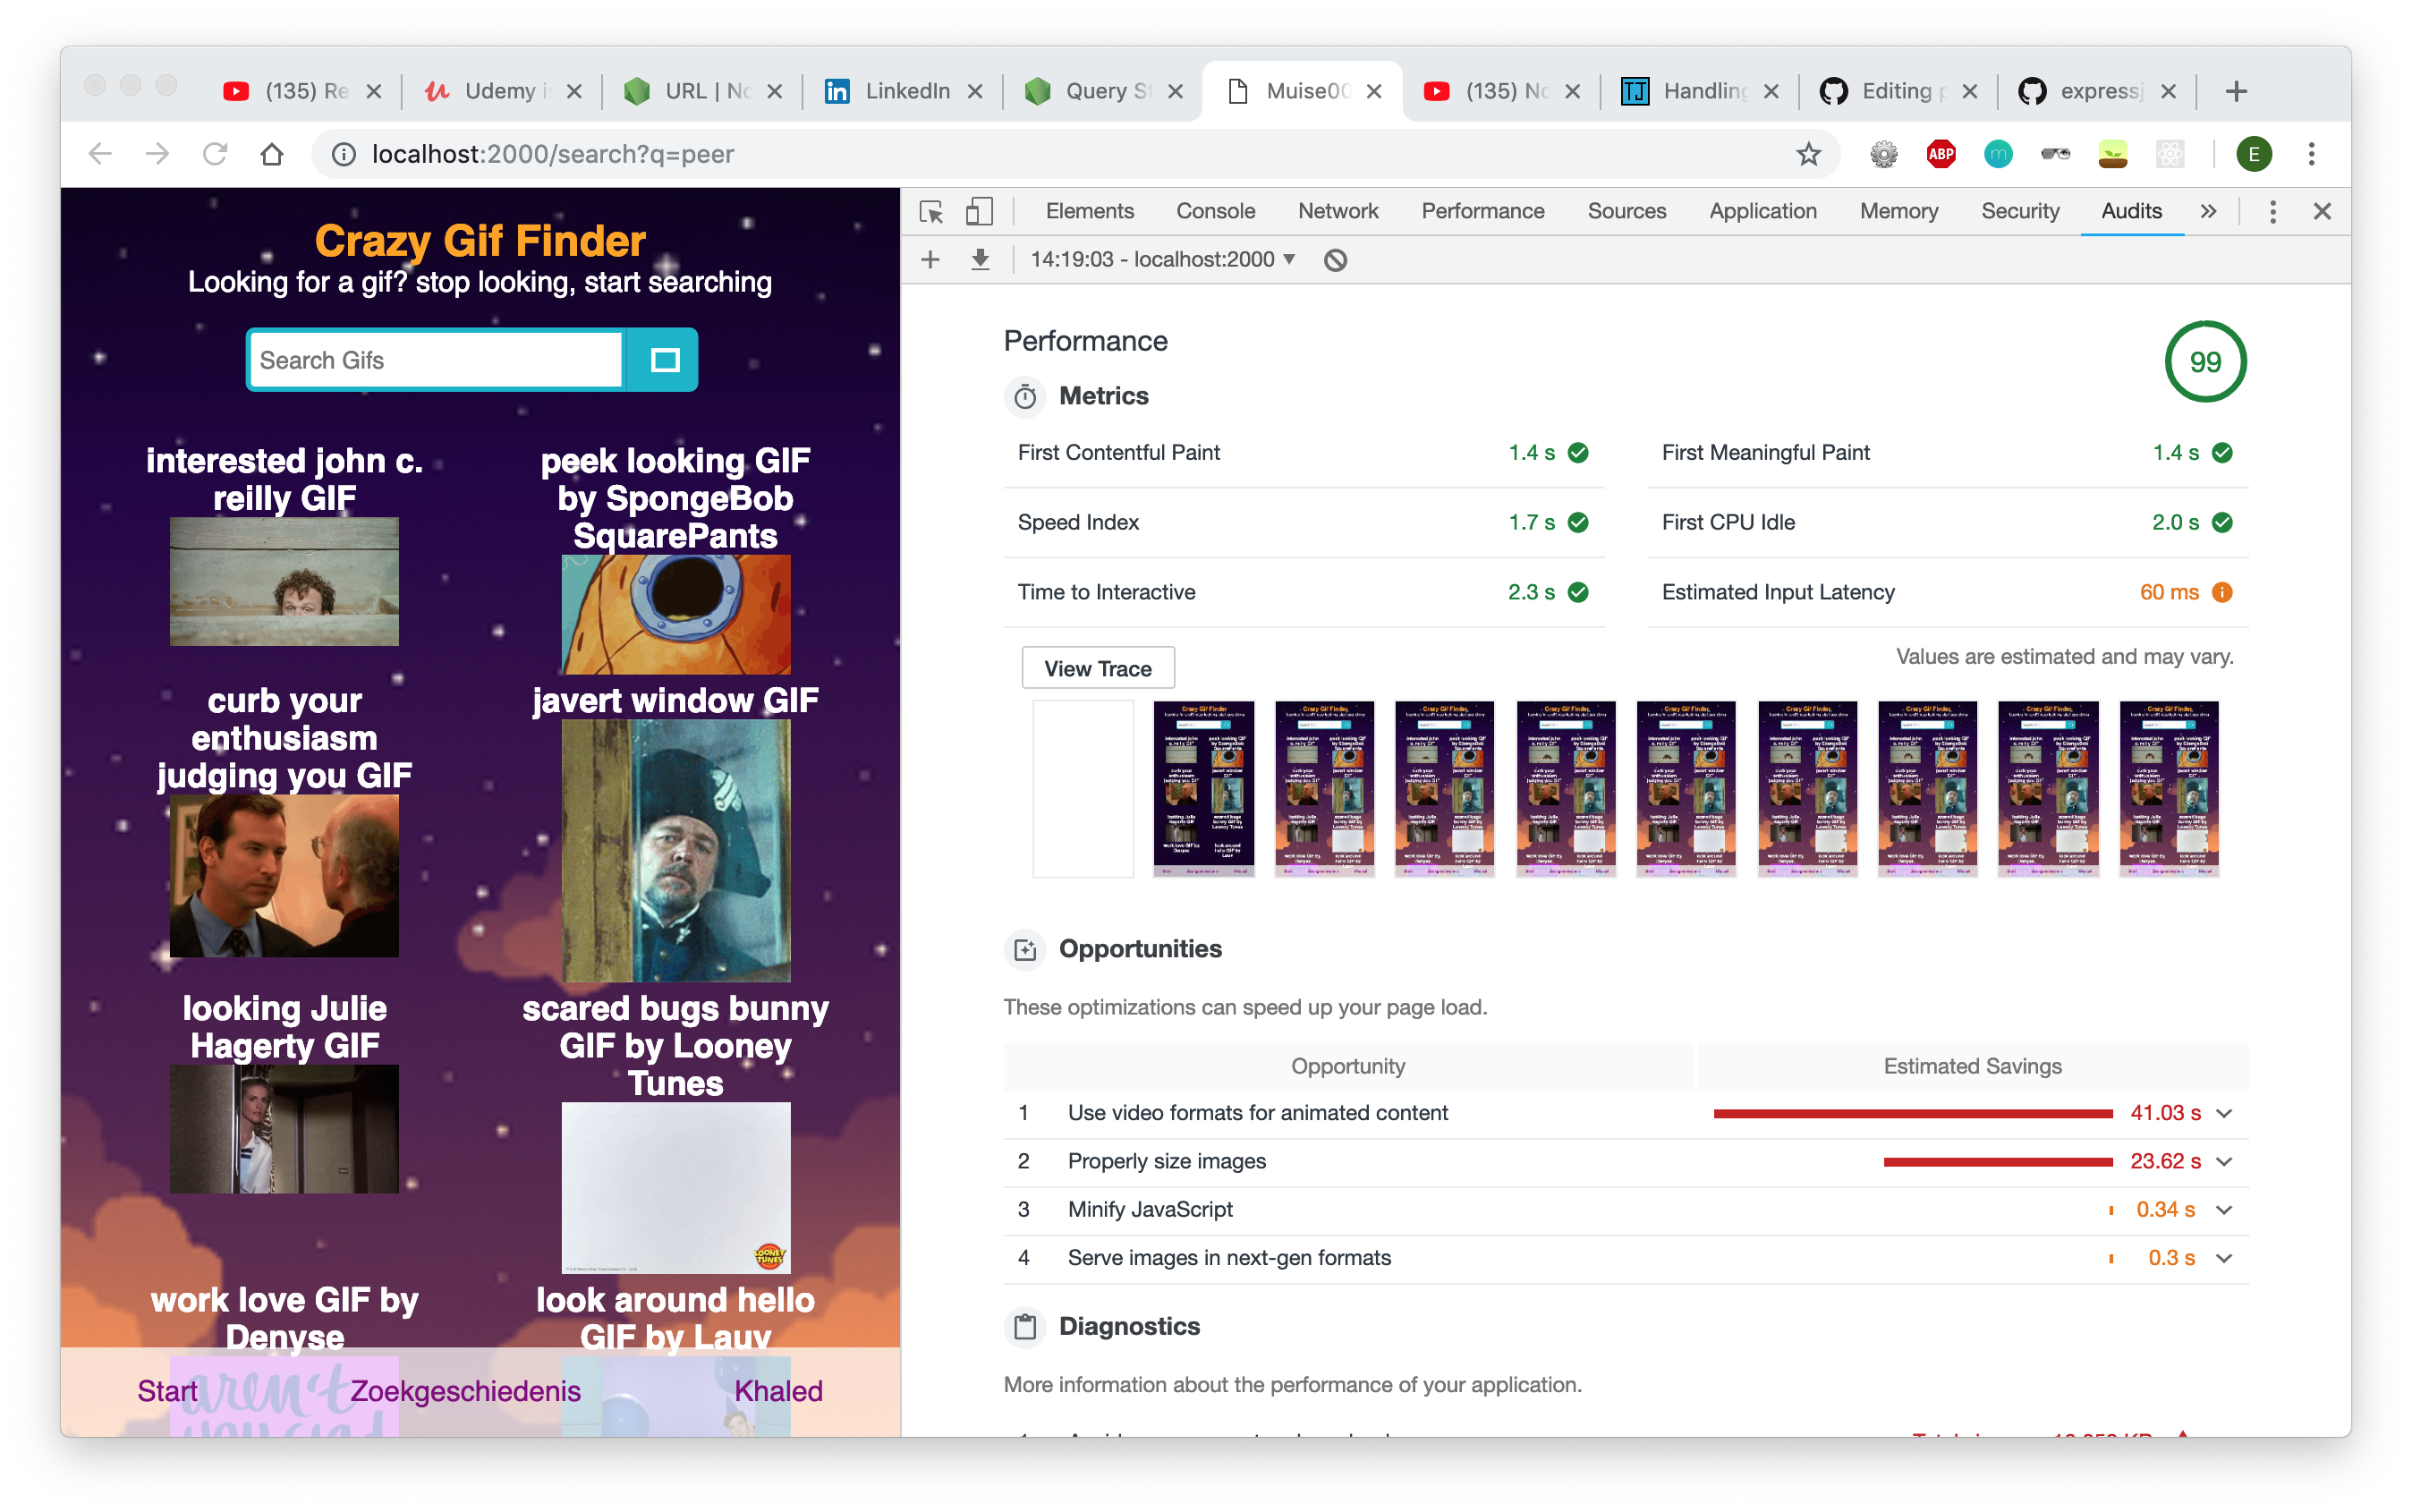 (135) Re
Udemy i
URL | No
LinkedIn
Query St
Muise00
(135) No
TJ
Handling
Editing p
expressj
localhost:2000/search?q=peer
ABP
m
E
Crazy Gif Finder
Looking for a gif? stop looking, start searching
Search Gifs
interested john c.
reilly GIF
peek looking GIF
by SpongeBob
SquarePants
curb your
enthusiasm
judging you GIF
javert window GIF
looking Julie
Hagerty GIF
scared bugs bunny
GIF by Looney
Tunes
LOONEY
TUNES
work love GIF by
Denyse
look around hello
GIF by Lauv
aren't
Start
Zoekgeschiedenis
Khaled
Elements
Console
Network
Performance
Sources
Application
Memory
Security
Audits
14:19:03 - localhost:2000
Performance
99
Metrics
First Contentful Paint
1.4 s
First Meaningful Paint
1.4 s
Speed Index
1.7 s
First CPU Idle
2.0 s
Time to Interactive
2.3 s
Estimated Input Latency
60 ms
View Trace
Values are estimated and may vary.
Opportunities
These optimizations can speed up your page load.
Opportunity
Estimated Savings
1 Use video formats for animated content 41.03 s
2 Properly size images 23.62 s
3 Minify JavaScript 0.34 s
4 Serve images in next-gen formats 0.3 s
Diagnostics
More information about the performance of your application.